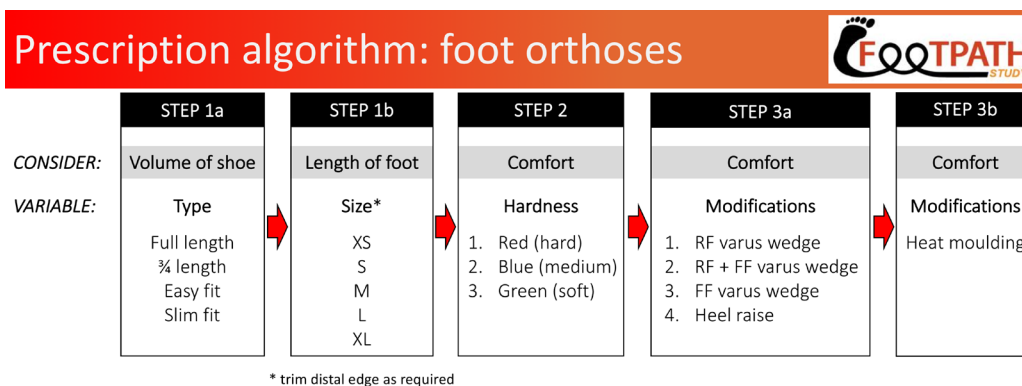 Prescription algorithm: foot orthoses
FOOTPATH
STUDY
STEP 1a
STEP 1b
STEP 2
STEP 3a
STEP 3b
CONSIDER:
Volume of shoe
Length of foot
Comfort
Comfort
Comfort
VARIABLE:
Type
Size*
Hardness
Modifications
Modifications
Full length
¾ length
Easy fit
Slim fit
XS
S
M
L
XL
1. Red (hard)
2. Blue (medium)
3. Green (soft)
1. RF varus wedge
2. RF + FF varus wedge
3. FF varus wedge
4. Heel raise
Heat moulding
* trim distal edge as required